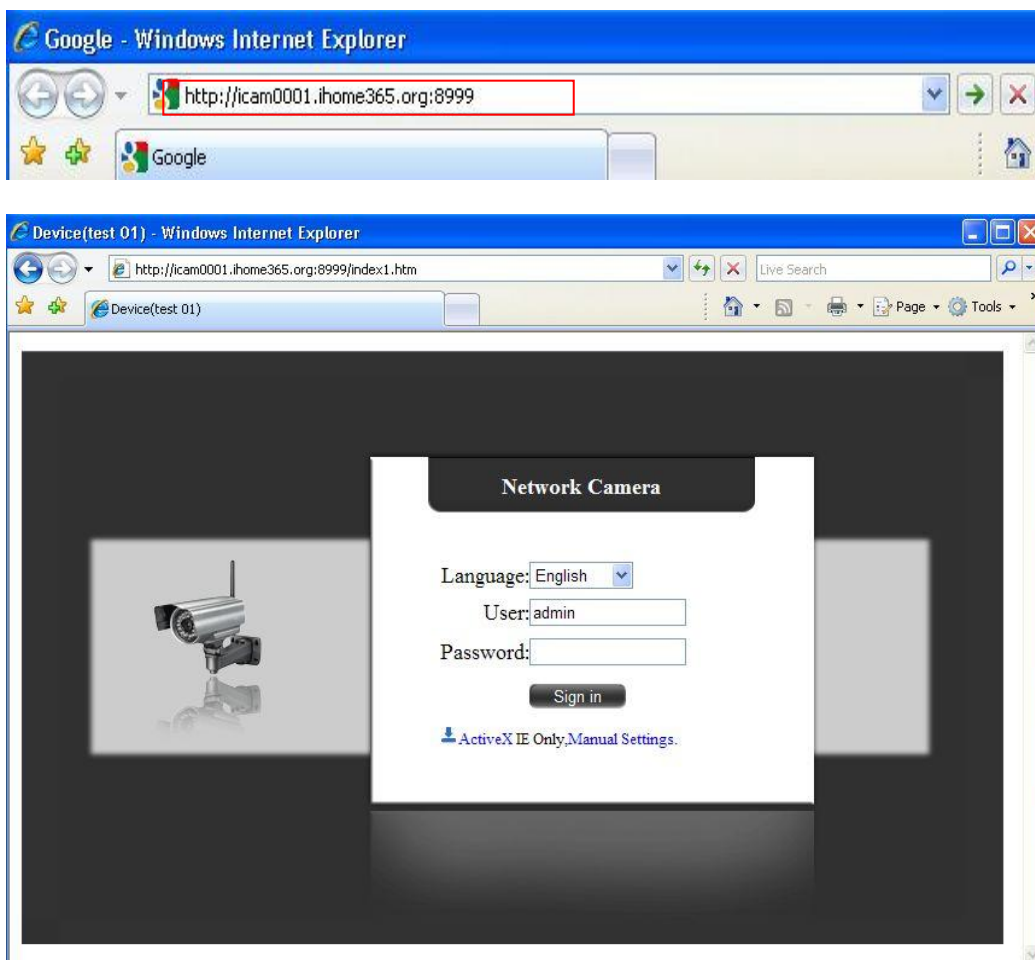 Google - Windows Internet Explorer
http://icam0001.ihome365.org:8999
Google
Device(test 01) - Windows Internet Explorer
http://icam0001.ihome365.org:8999/index1.htm
Live Search
Device(test 01)
Page
Tools
Network Camera
Language: English
User: admin
Password:
Sign in
ActiveX IE Only,Manual Settings.